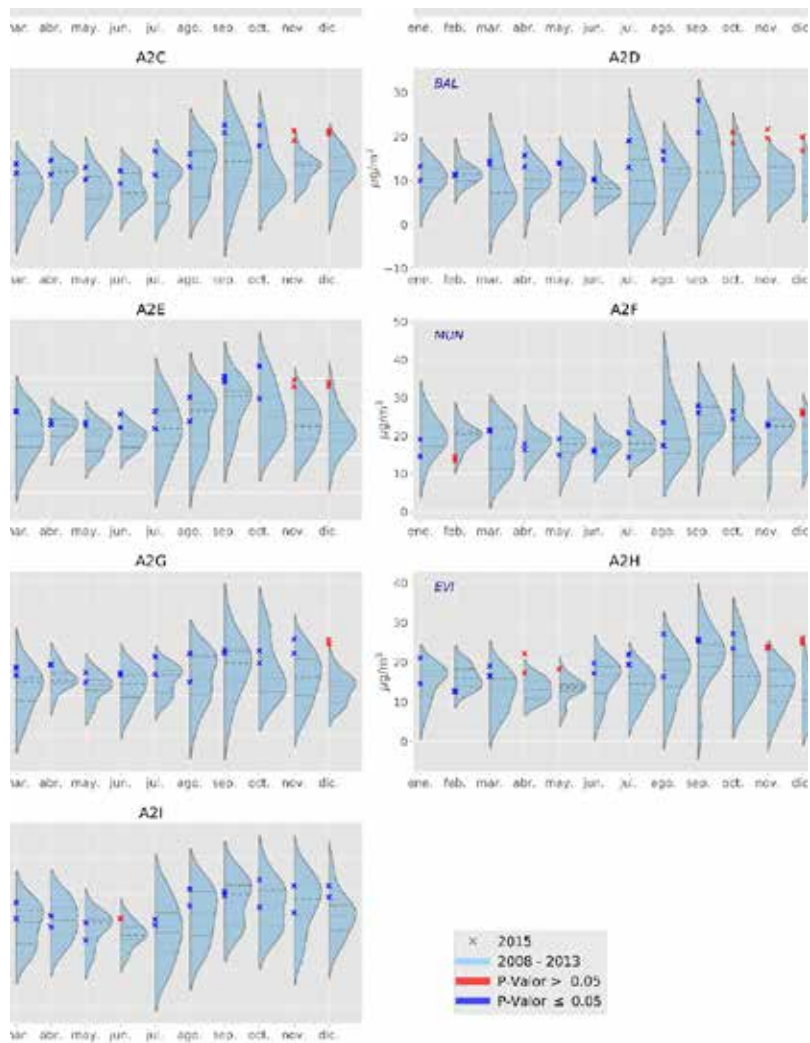 mar. abr. may. jun. jul. ago. sep. oct. nov. dic.
ene. feb. mar. abr. may. jun. jul. ago. sep. oct. nov. dic.
A2C
A2D
BAL
30
20
10
0
−10
μg/m³
mar. abr. may. jun. jul. ago. sep. oct. nov. dic.
ene. feb. mar. abr. may. jun. jul. ago. sep. oct. nov. dic.
A2E
A2F
MUN
50
40
30
20
10
0
μg/m³
mar. abr. may. jun. jul. ago. sep. oct. nov. dic.
ene. feb. mar. abr. may. jun. jul. ago. sep. oct. nov. dic.
A2G
A2H
EVI
40
30
20
10
0
μg/m³
mar. abr. may. jun. jul. ago. sep. oct. nov. dic.
ene. feb. mar. abr. may. jun. jul. ago. sep. oct. nov. dic.
A2I
mar. abr. may. jun. jul. ago. sep. oct. nov. dic.
2015
2008 - 2013
P-Valor > 0.05
P-Valor ≤ 0.05